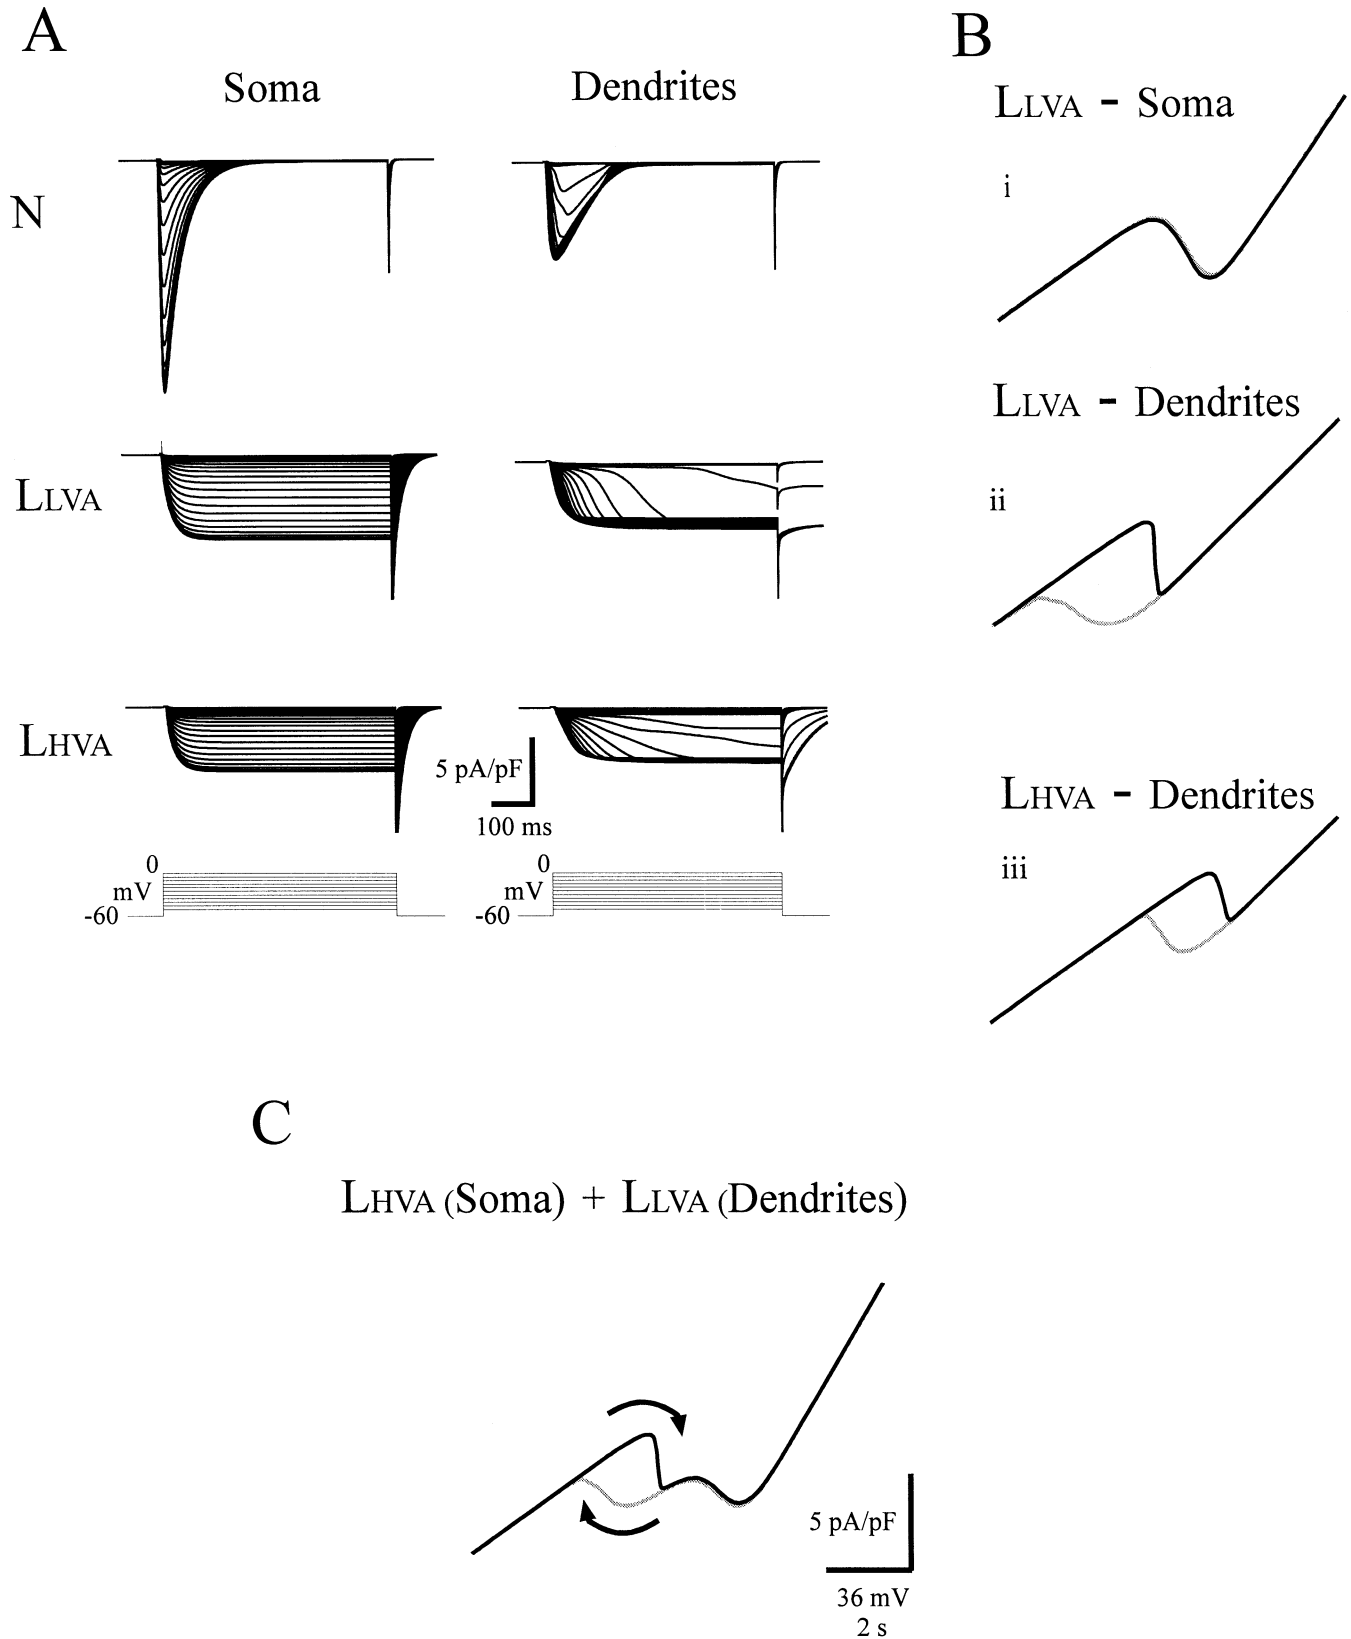 A
B
Soma
Dendrites
LLVA - Soma
i
N
LLVA - Dendrites
LLVA
ii
LHVA
5 pA/pF
100 ms
LHVA - Dendrites
iii
0
mV
-60
0
mV
-60
C
LHVA (Soma) + LLVA (Dendrites)
5 pA/pF
36 mV
2 s